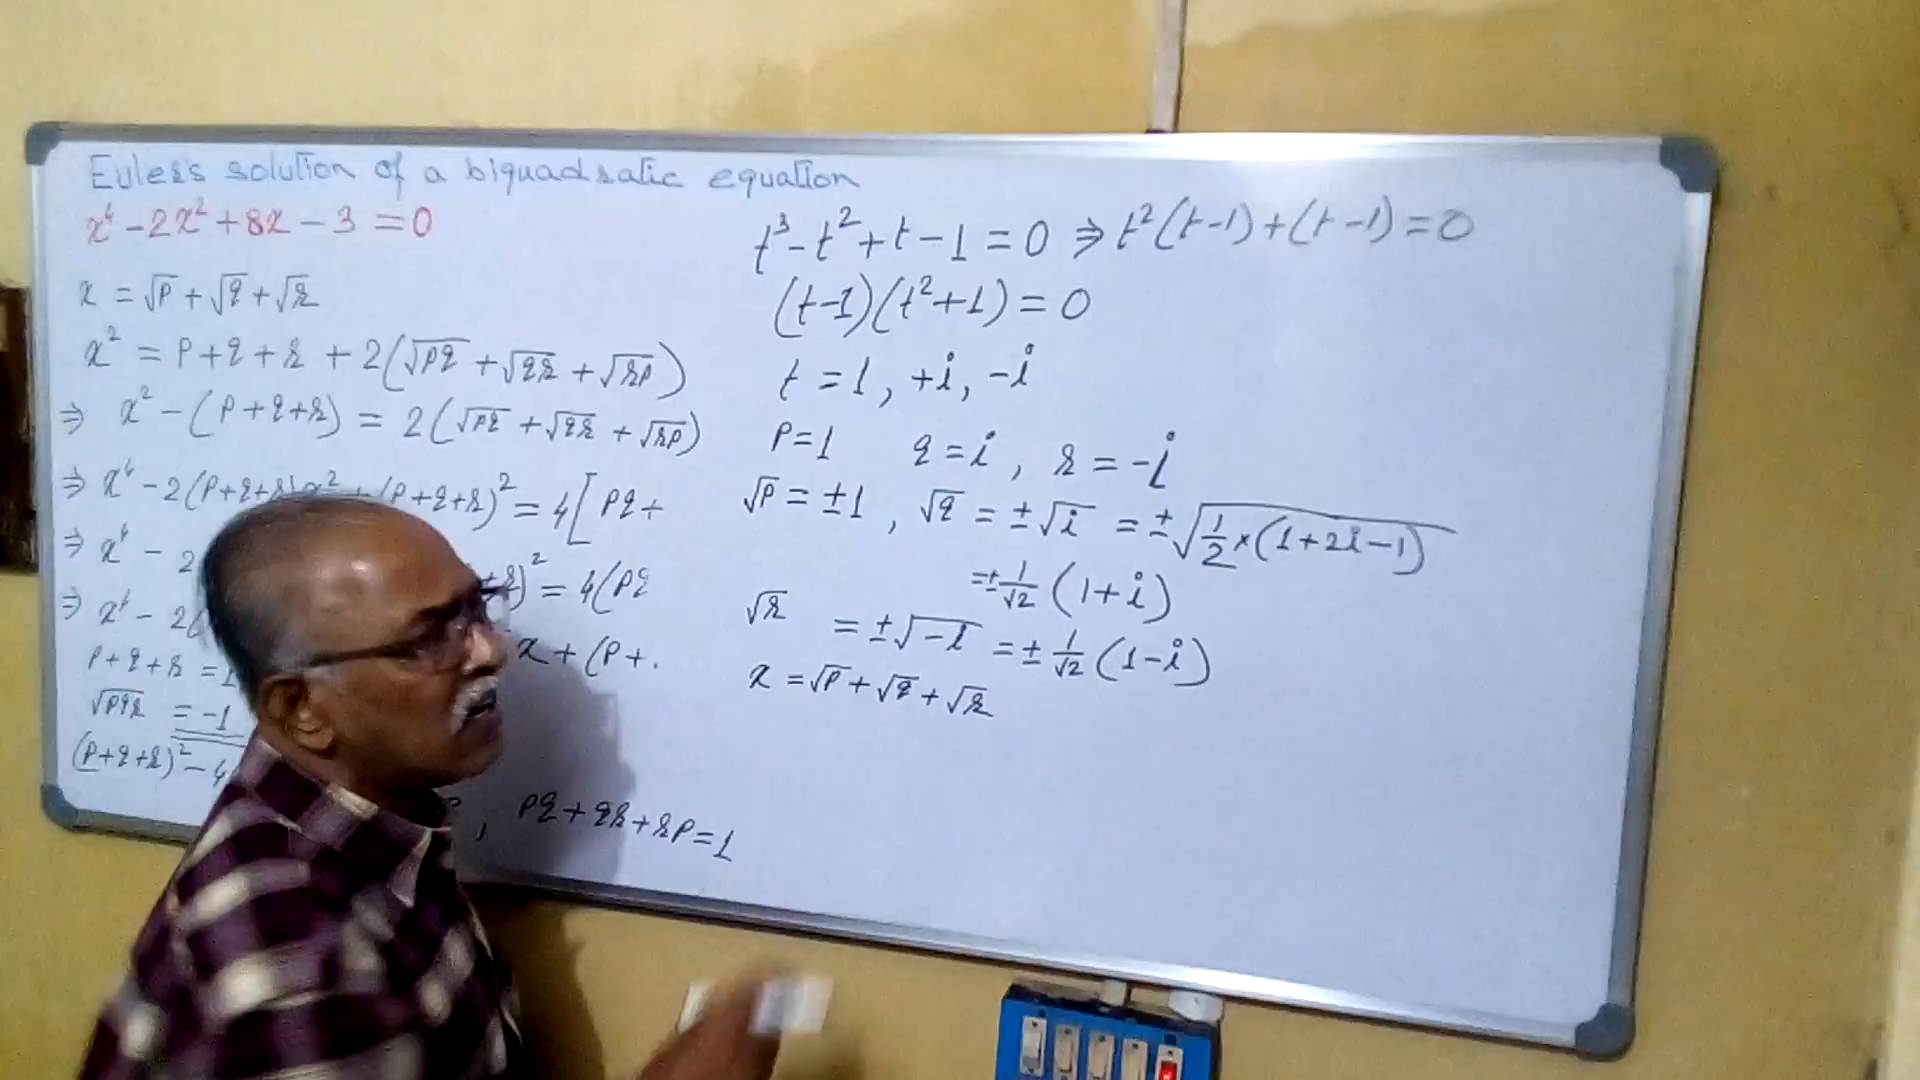 Euler's solution of a biquadratic equation
x⁴ - 2x² + 8x - 3 = 0
x = √p + √q + √r
x² = p + q + r + 2(√pq + √qr + √rp)
⇒ x² - (p+q+r) = 2(√pq + √qr + √rp)
⇒ x⁴ - 2(p+q+r)x² + (p+q+r)² = 4[pq +
⇒ x⁴ - 2 +r)² = 4(pq
⇒ x⁴ - 2( x + (p+.
p+q+r = 1
√pqr = -1
(p+q+r)² - 4
, pq + qr + rp = 1
t³ - t² + t - 1 = 0 ⇒ t²(t-1) + (t-1) = 0
(t-1)(t²+1) = 0
t = 1, +i, -i
p = 1 q = i, r = -i
√p = ±1, √q = ±√i = ±√(1/2 × (1+2i-1))
= ± 1/√2 (1+i)
√r = ±√-i = ± 1/√2 (1-i)
x = √p + √q + √r